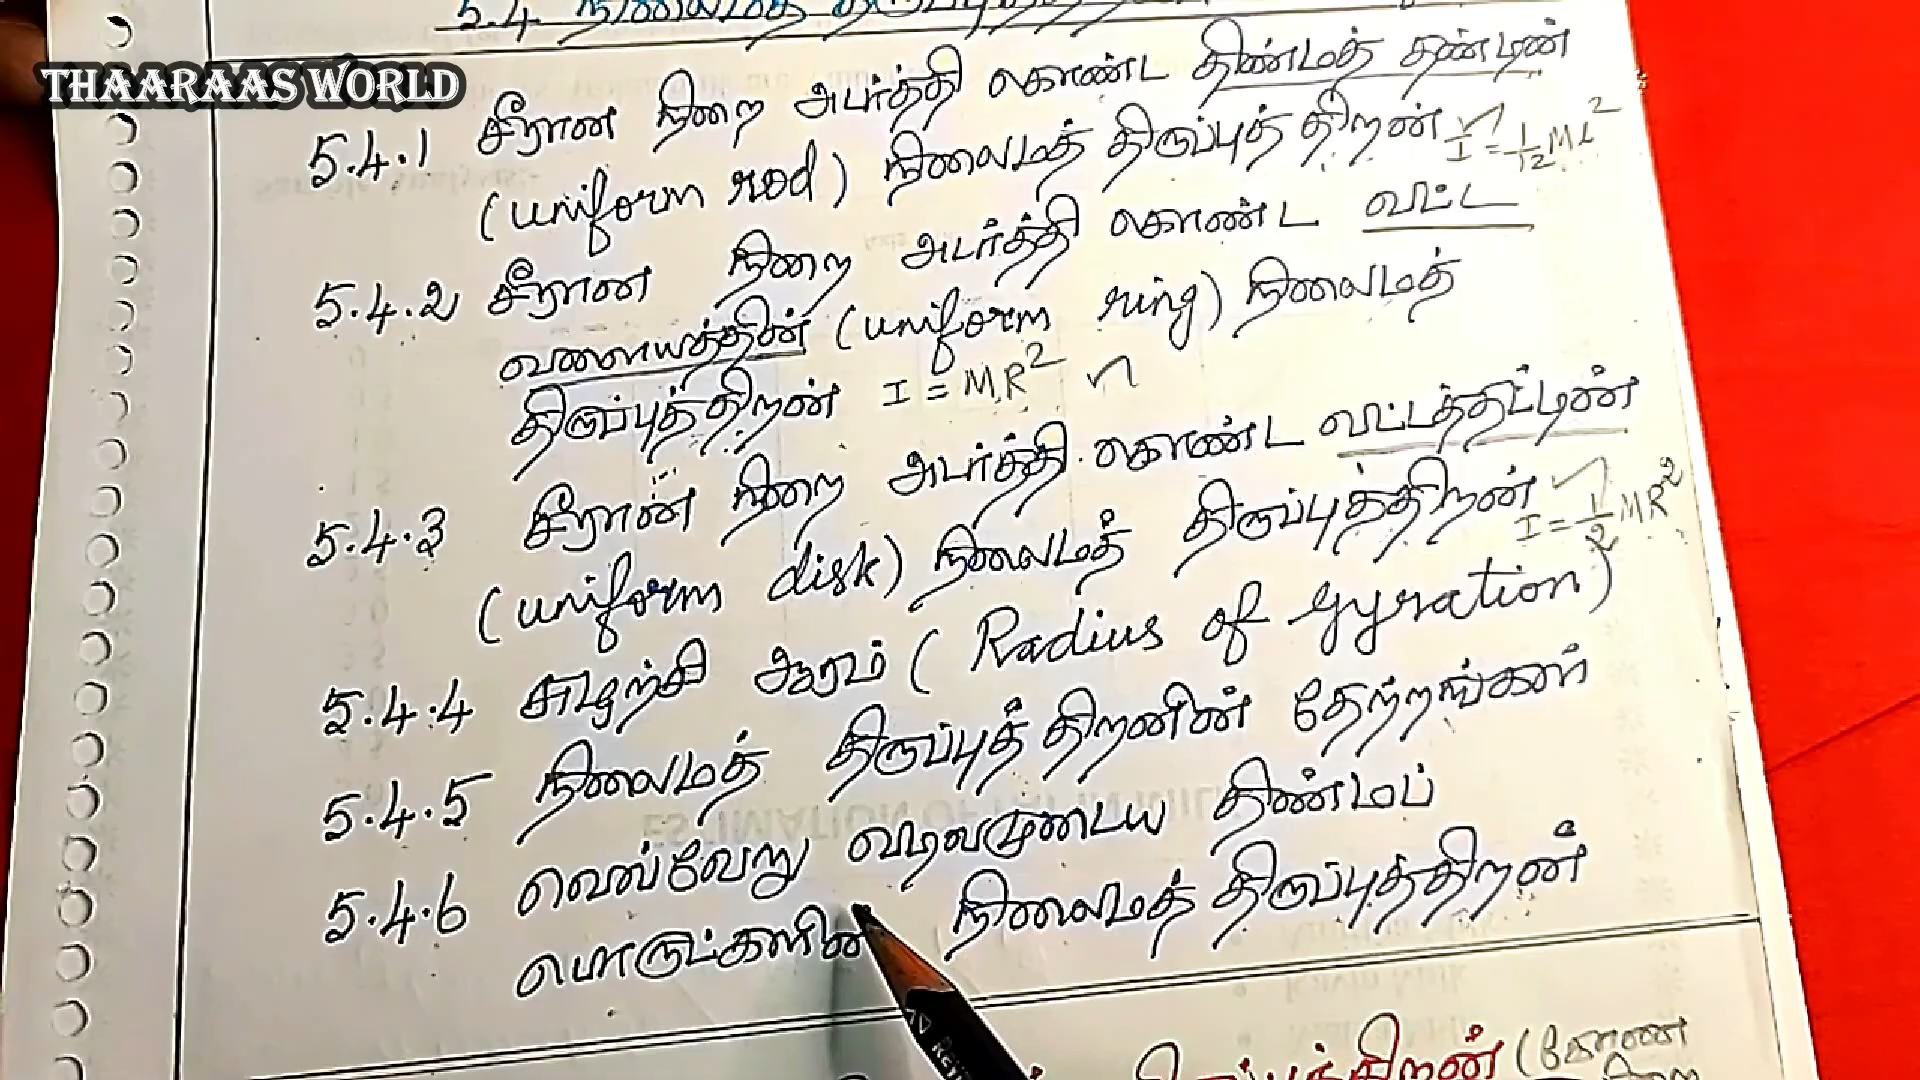 THAARAAS WORLD
5.4 நிலைமத்
5.4.1 சீரான நிறை அடர்த்தி கொண்ட திண்மத் தண்டின்
(uniform rod) நிலைமத் திருப்புத் திறன் I = 1/12 ML²
5.4.2 சீரான நிறை அடர்த்தி கொண்ட வட்ட
வளையத்தின் (uniform ring) நிலைமத்
திருப்புத்திறன் I = MR²
5.4.3 சீரான் நிறை அடர்த்தி கொண்ட வட்டத்தட்டின்
(uniform disk) நிலைமத் திருப்புத்திறன் I = 1/2 MR²
5.4.4 சுழற்சி ஆரம் (Radius of gyration)
5.4.5 நிலைமத் திருப்புத் திறனின் தேற்றங்கள்
5.4.6 வெவ்வேறு வடிவமுடைய திண்மப்
பொருட்களின் நிலைமத் திருப்புத்திறன்
(கோண